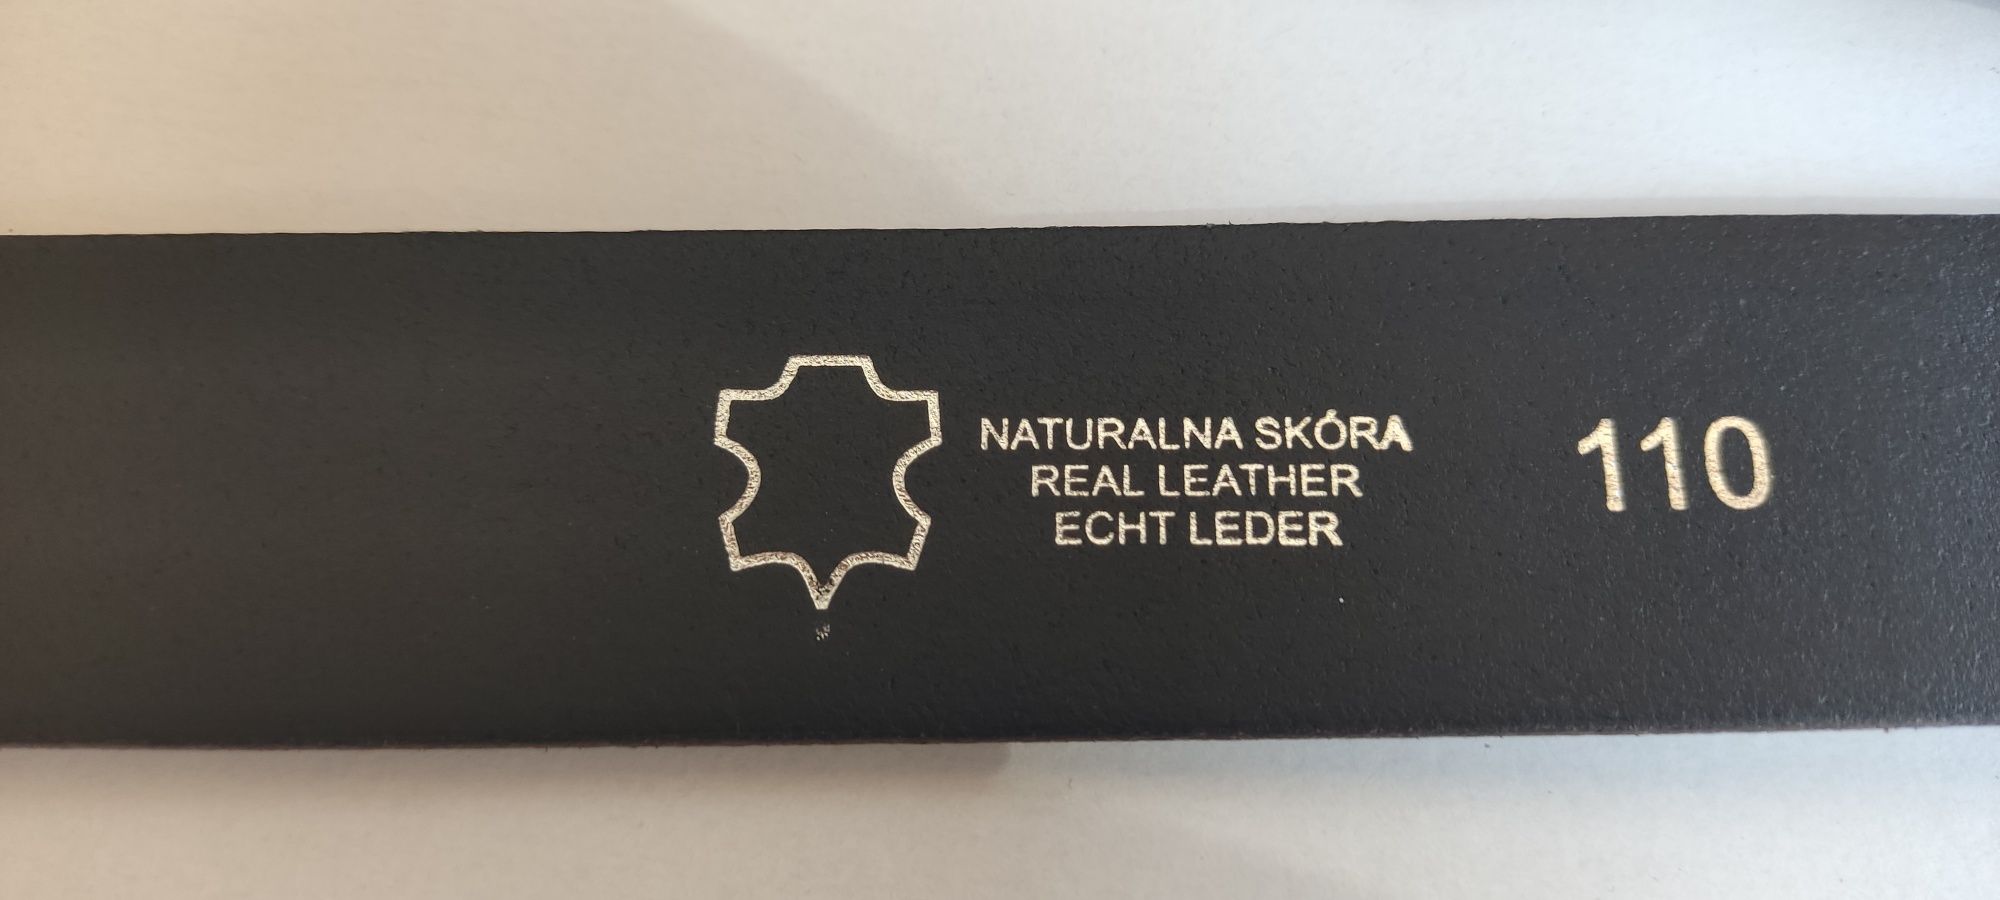 NATURALNA SKÓRA
REAL LEATHER
ECHT LEDER
110